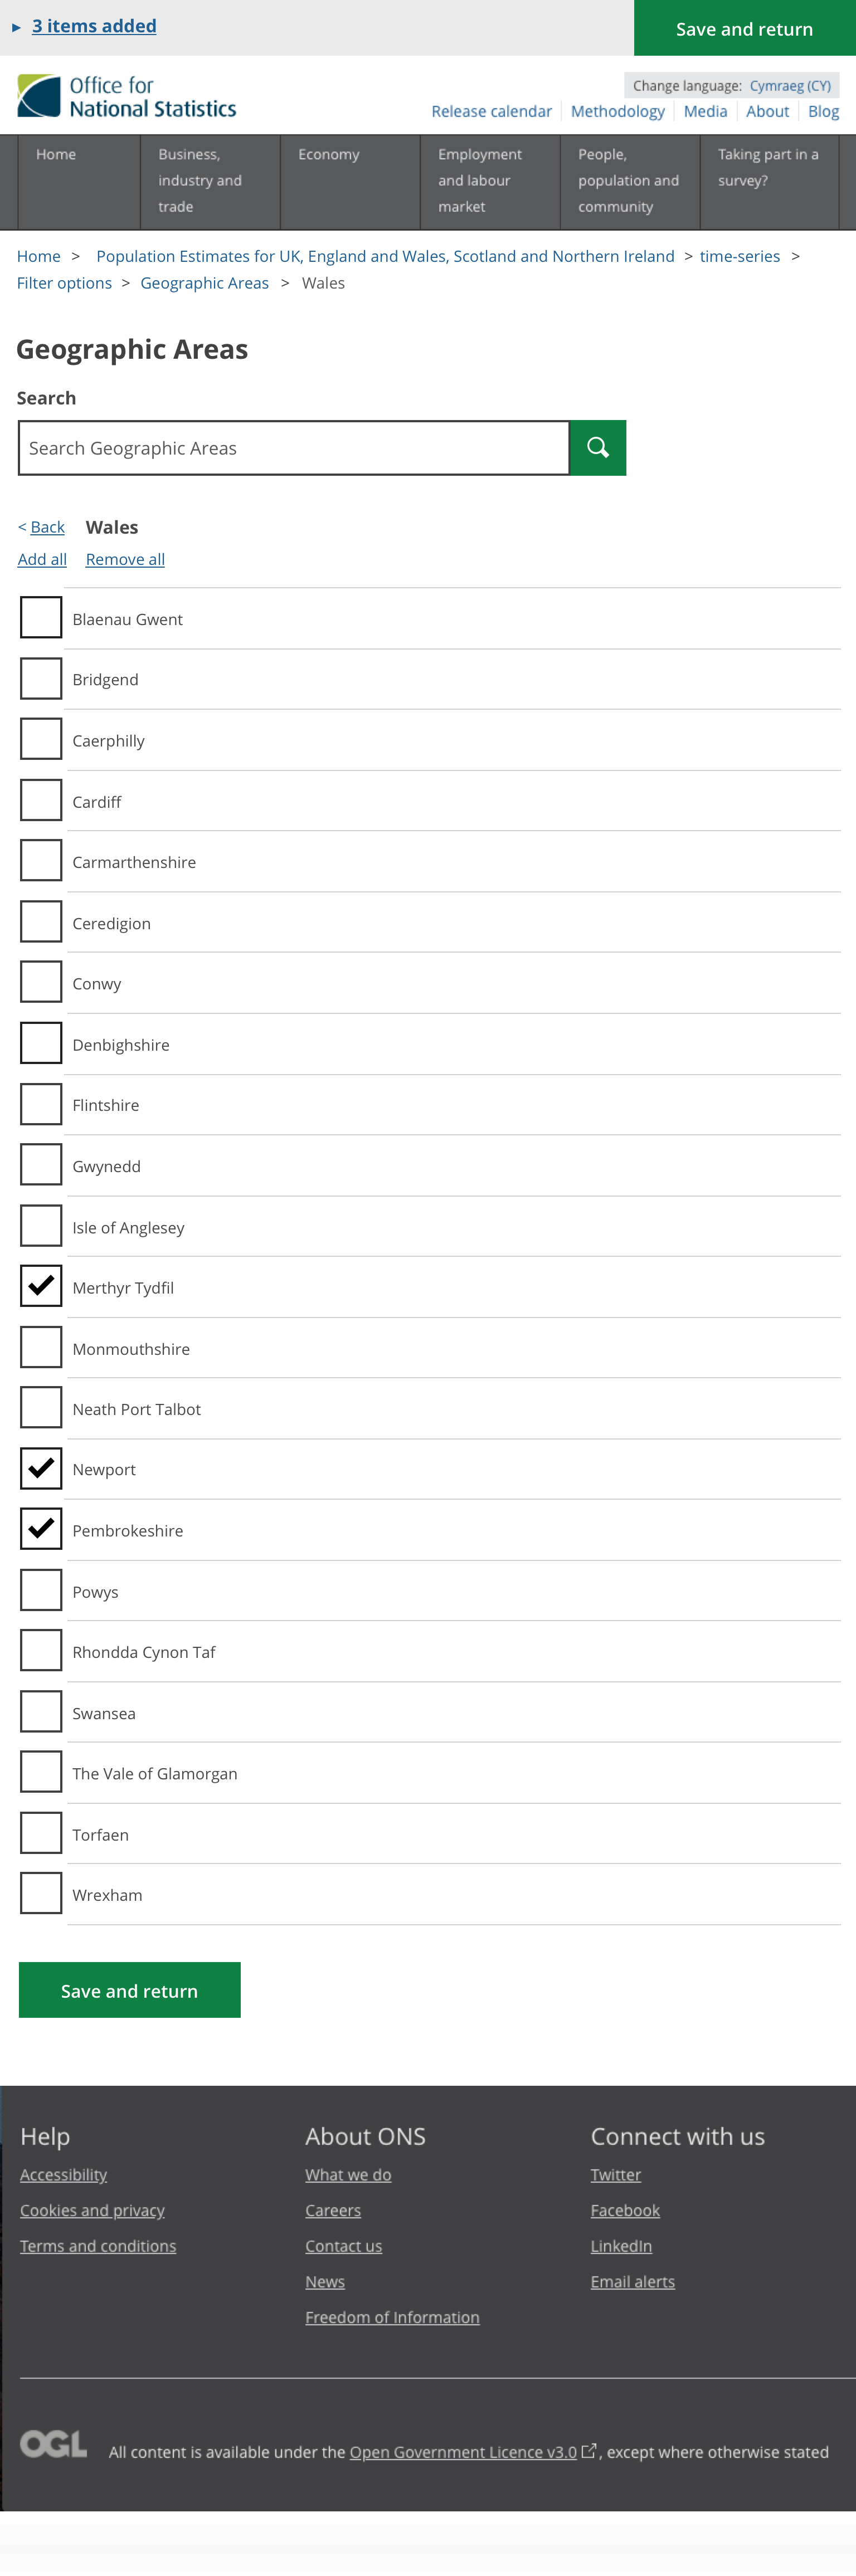 ▸ 3 items added
Save and return
Office for
National Statistics
Change language: Cymraeg (CY)
Release calendar Methodology Media About Blog
Home
Business,
industry and
trade
Economy
Employment
and labour
market
People,
population and
community
Taking part in a
survey?
Home > Population Estimates for UK, England and Wales, Scotland and Northern Ireland > time-series >
Filter options > Geographic Areas > Wales
Geographic Areas
Search
Search Geographic Areas
< Back Wales
Add all Remove all
Blaenau Gwent
Bridgend
Caerphilly
Cardiff
Carmarthenshire
Ceredigion
Conwy
Denbighshire
Flintshire
Gwynedd
Isle of Anglesey
Merthyr Tydfil
Monmouthshire
Neath Port Talbot
Newport
Pembrokeshire
Powys
Rhondda Cynon Taf
Swansea
The Vale of Glamorgan
Torfaen
Wrexham
Save and return
Help
Accessibility
Cookies and privacy
Terms and conditions
About ONS
What we do
Careers
Contact us
News
Freedom of Information
Connect with us
Twitter
Facebook
LinkedIn
Email alerts
OGL All content is available under the Open Government Licence v3.0 , except where otherwise stated